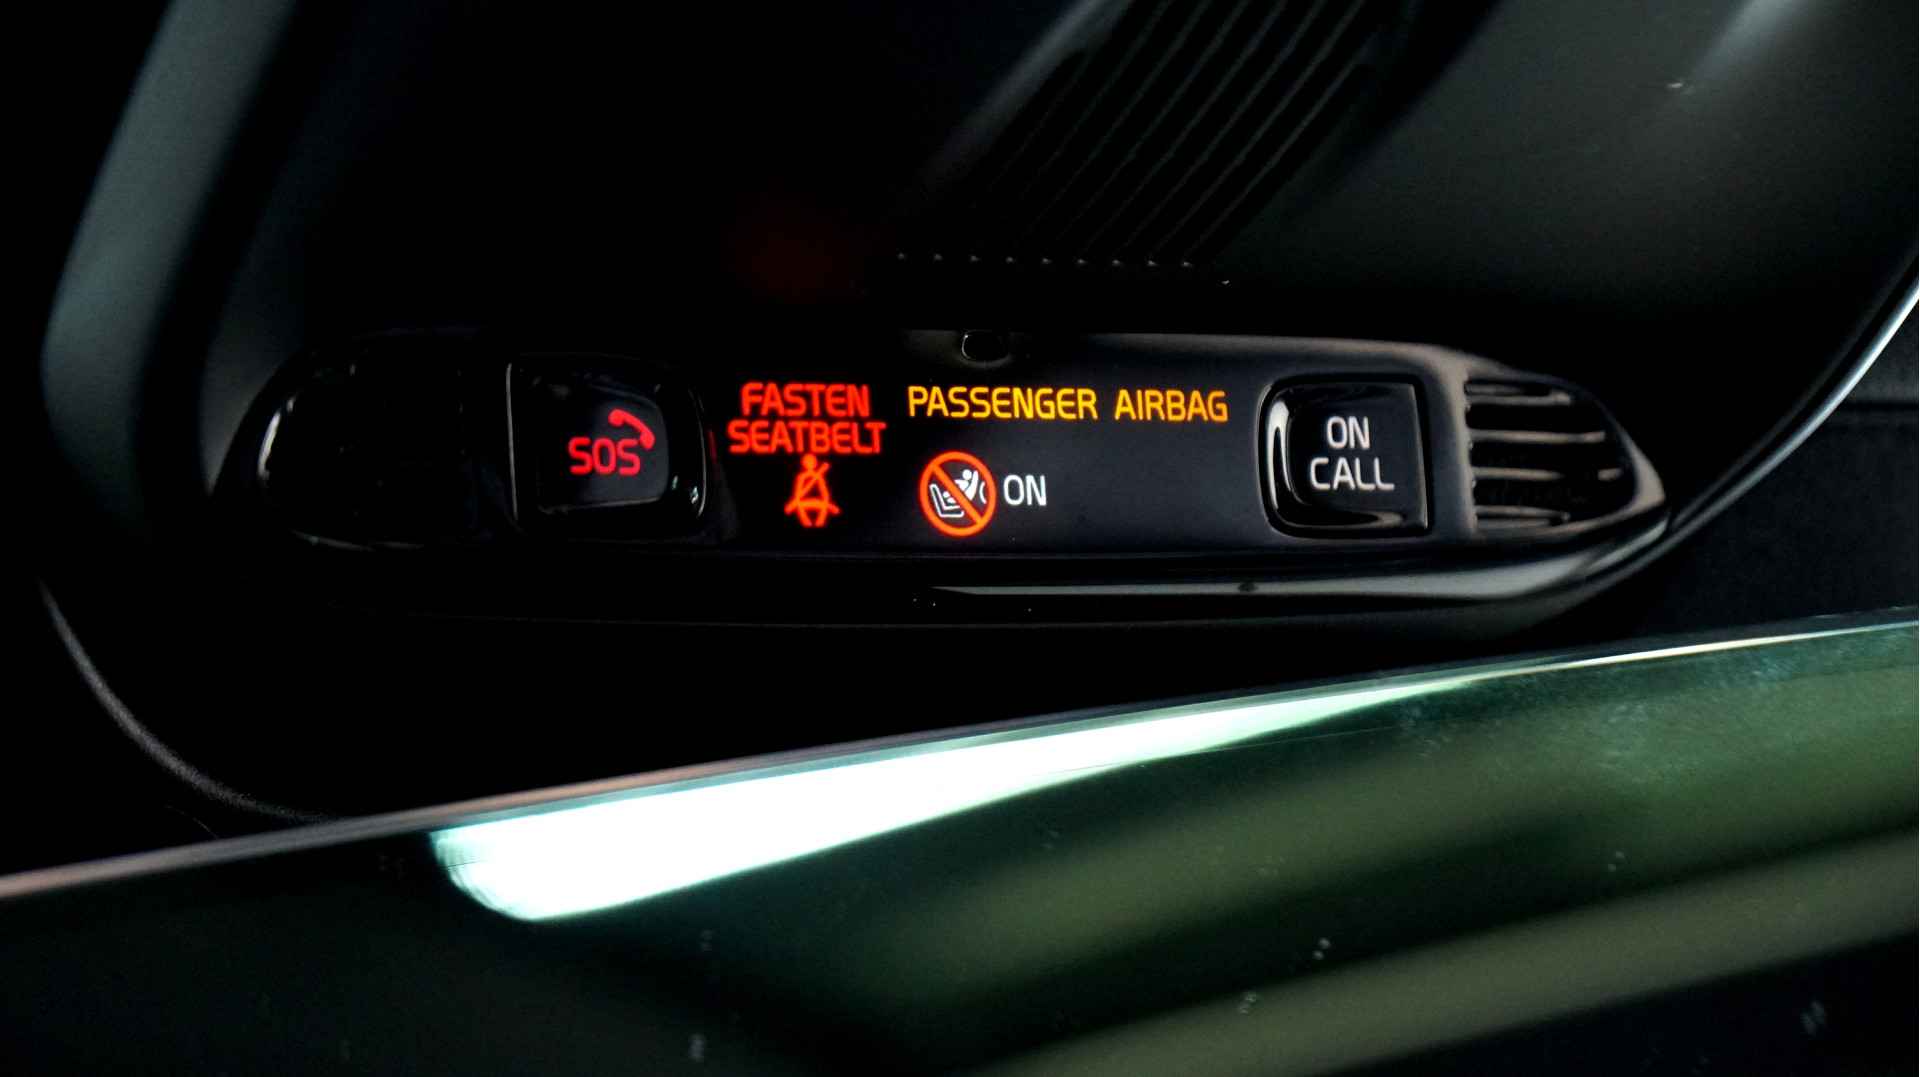 SOS
FASTEN
SEATBELT
PASSENGER AIRBAG
ON
ON
CALL